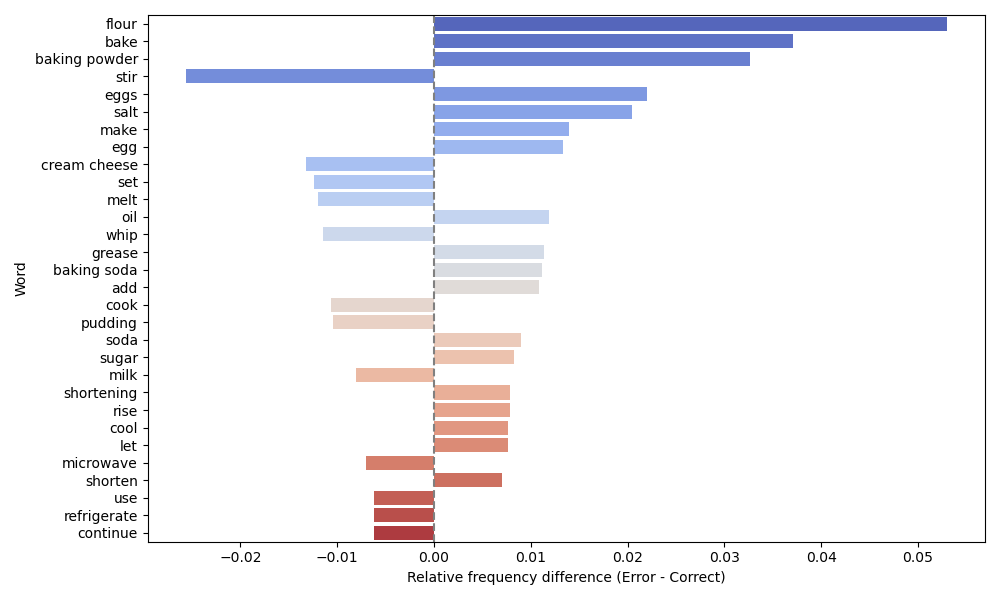 flour
bake
baking powder
stir
eggs
salt
make
egg
cream cheese
set
melt
oil
whip
grease
baking soda
add
cook
pudding
soda
sugar
milk
shortening
rise
cool
let
microwave
shorten
use
refrigerate
continue
Word
−0.02 −0.01 0.00 0.01 0.02 0.03 0.04 0.05
Relative frequency difference (Error - Correct)